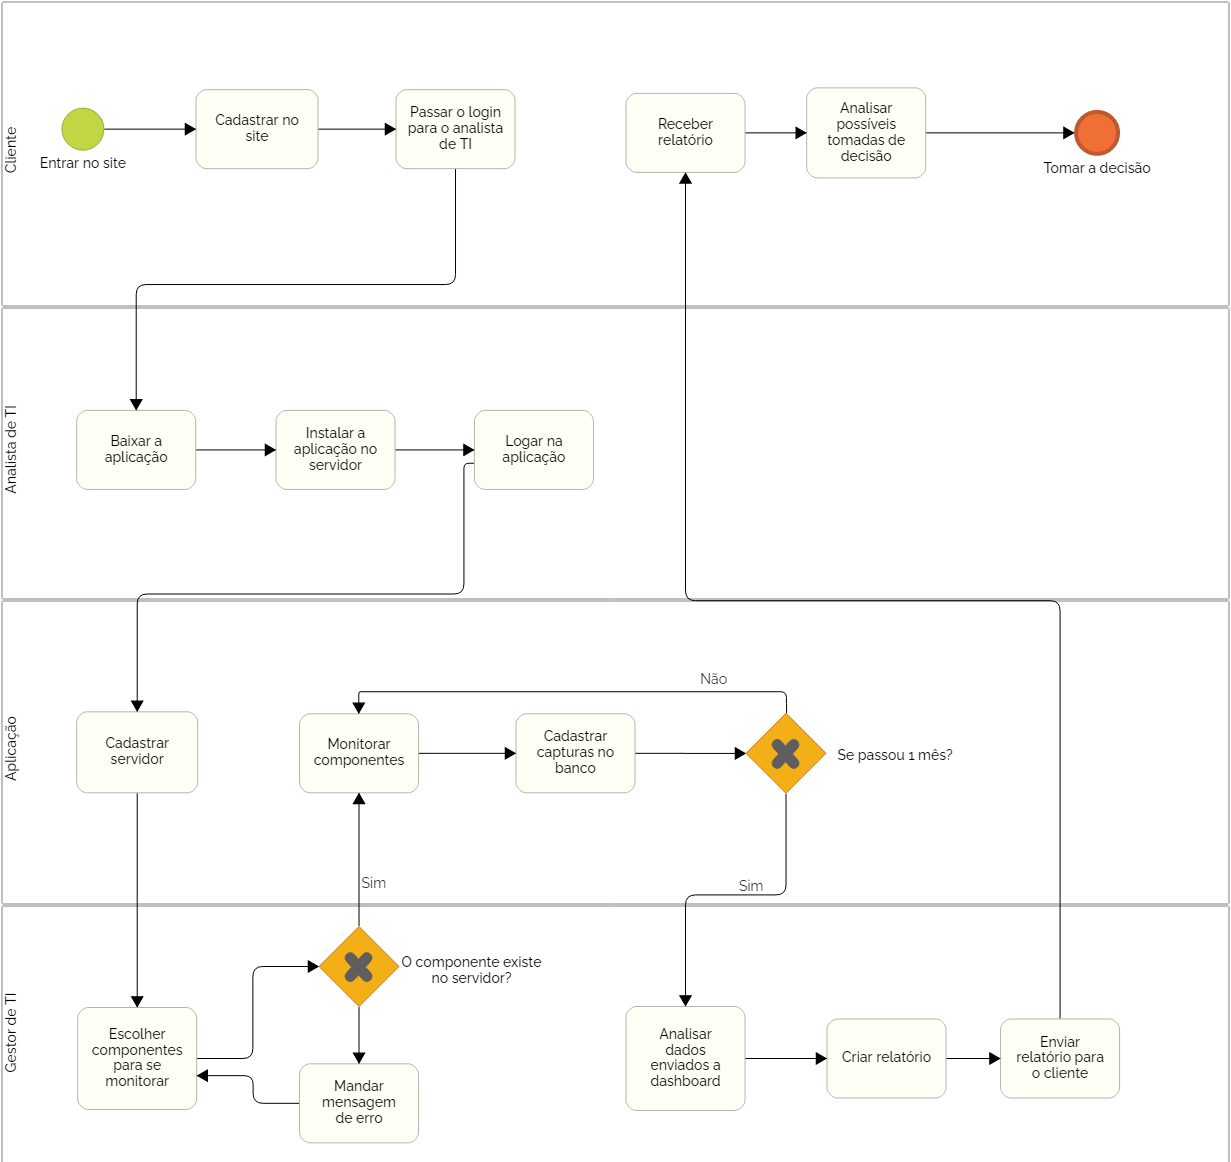 Cliente
Entrar no site
Cadastrar no
site
Passar o login
para o analista
de TI
Receber
relatório
Analisar
possíveis
tomadas de
decisão
Tomar a decisão
Analista de TI
Baixar a
aplicação
Instalar a
aplicação no
servidor
Logar na
aplicação
Aplicação
Cadastrar
servidor
Monitorar
componentes
Cadastrar
capturas no
banco
Não
Se passou 1 mês?
Sim
Sim
Gestor de TI
Escolher
componentes
para se
monitorar
O componente existe
no servidor?
Mandar
mensagem
de erro
Analisar
dados
enviados a
dashboard
Criar relatório
Enviar
relatório para
o cliente